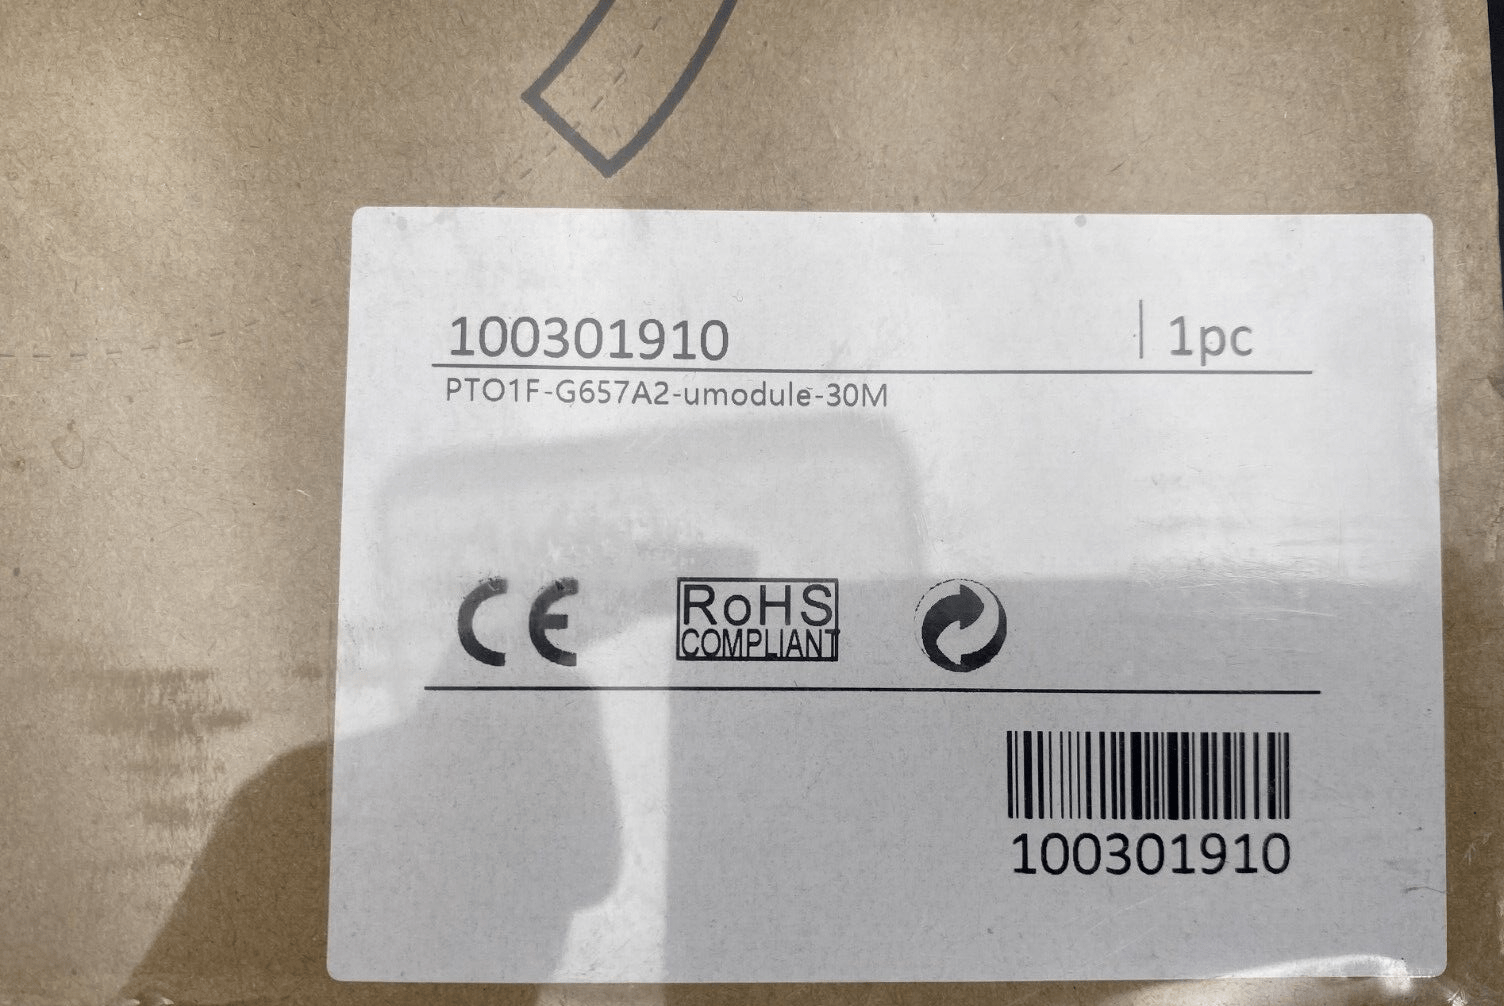 100301910 | 1pc
PTO1F-G657A2-umodule-30M
CE RoHS
COMPLIANT
100301910